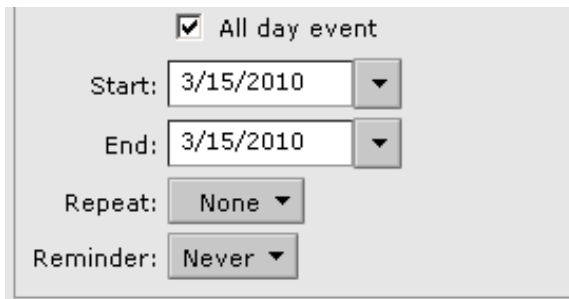 All day event
Start: 3/15/2010
End: 3/15/2010
Repeat: None
Reminder: Never